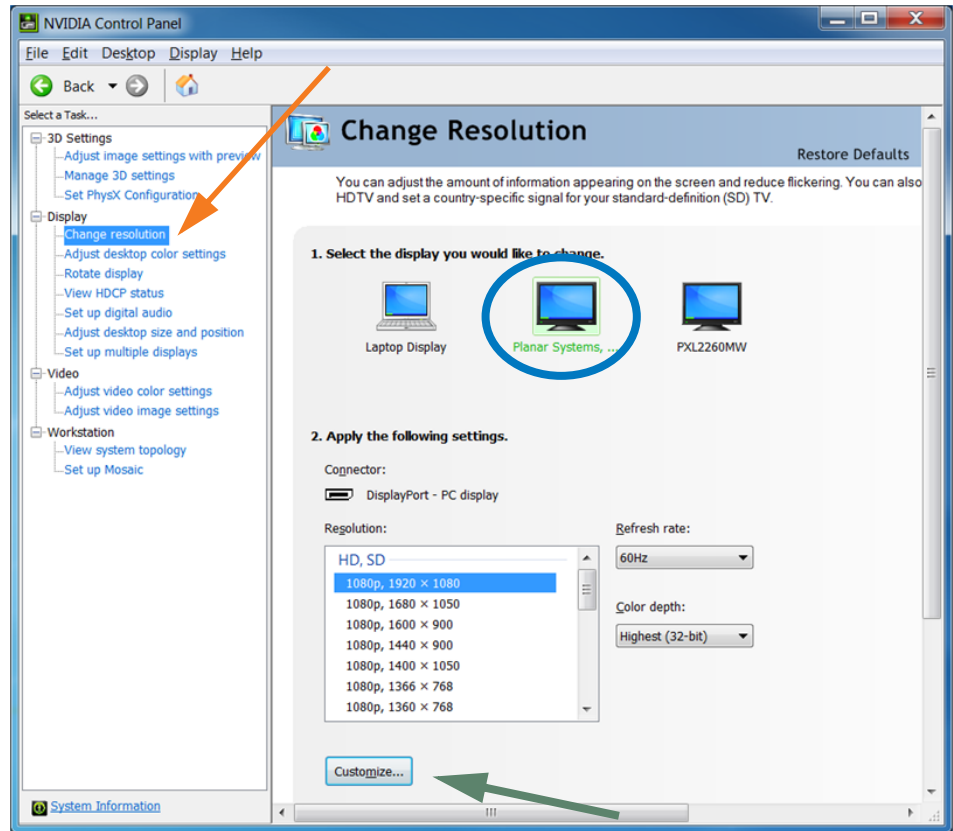 NVIDIA Control Panel
File Edit Desktop Display Help
Back
Select a Task...
3D Settings
Adjust image settings with preview
Manage 3D settings
Set PhysX Configuration
Display
Change resolution
Adjust desktop color settings
Rotate display
View HDCP status
Set up digital audio
Adjust desktop size and position
Set up multiple displays
Video
Adjust video color settings
Adjust video image settings
Workstation
View system topology
Set up Mosaic
System Information
Change Resolution
Restore Defaults
You can adjust the amount of information appearing on the screen and reduce flickering. You can also
HDTV and set a country-specific signal for your standard-definition (SD) TV.
1. Select the display you would like to change.
Laptop Display
Planar Systems, ...
PXL2260MW
2. Apply the following settings.
Connector:
DisplayPort - PC display
Resolution:
HD, SD
1080p, 1920 × 1080
1080p, 1680 × 1050
1080p, 1600 × 900
1080p, 1440 × 900
1080p, 1400 × 1050
1080p, 1366 × 768
1080p, 1360 × 768
Refresh rate:
60Hz
Color depth:
Highest (32-bit)
Customize...